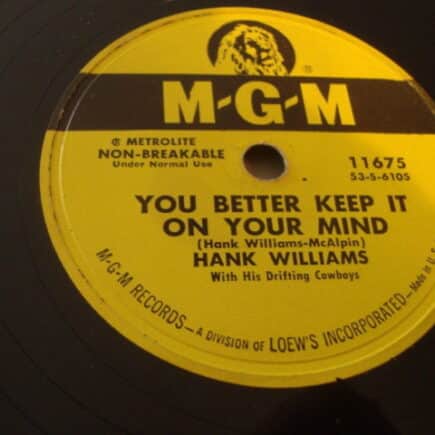 ®
M-G-M
® METROLITE
NON-BREAKABLE
Under Normal Use
11675
53-S-6105
YOU BETTER KEEP IT
ON YOUR MIND
(Hank Williams-McAlpin)
HANK WILLIAMS
With His Drifting Cowboys
M-G-M RECORDS—A DIVISION OF LOEW'S INCORPORATED—Made in U.S.